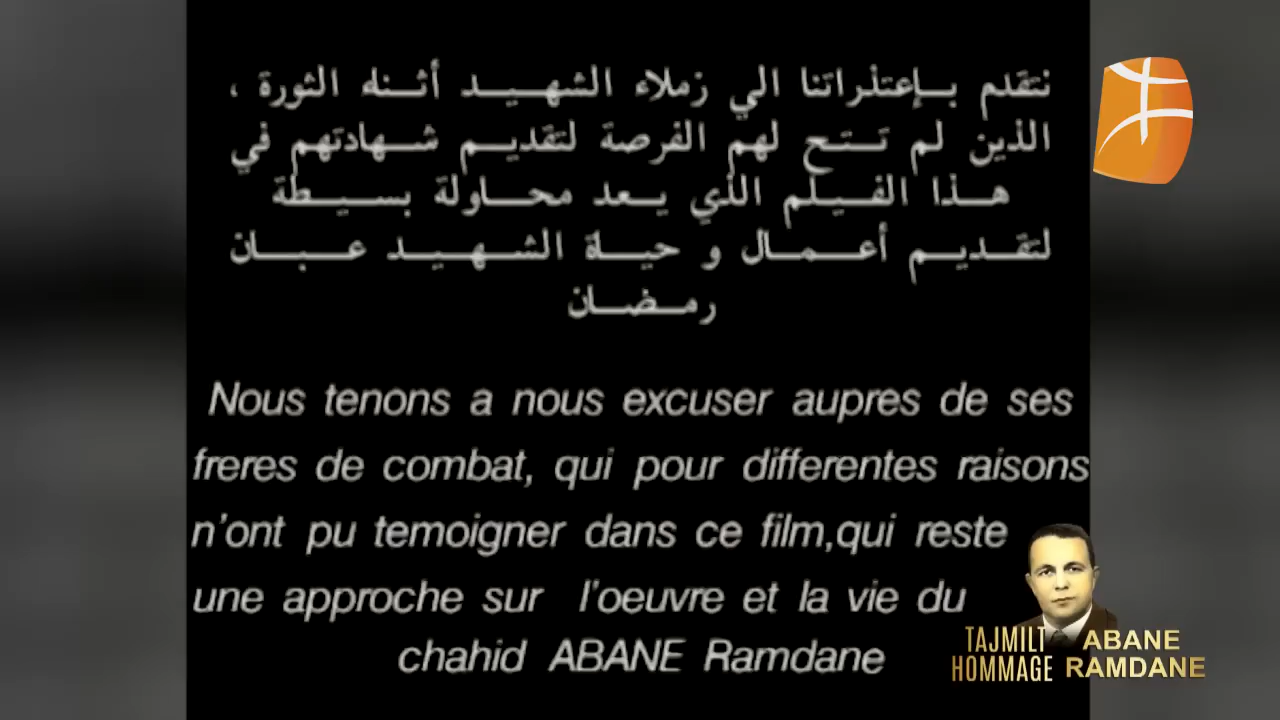 نتقدم بإعتذراتنا الي زملاء الشهيد أثنله الثورة ،
الذين لم تتح لهم الفرصة لتقديم شهادتهم في
هذا الفيلم الذي يعد محاولة بسيطة
لتقديم أعمال و حياة الشهيد عبان
رمضان
Nous tenons a nous excuser aupres de ses
freres de combat, qui pour differentes raisons
n'ont pu temoigner dans ce film,qui reste
une approche sur l'oeuvre et la vie du
chahid ABANE Ramdane
TAJMILT
HOMMAGE
ABANE
RAMDANE